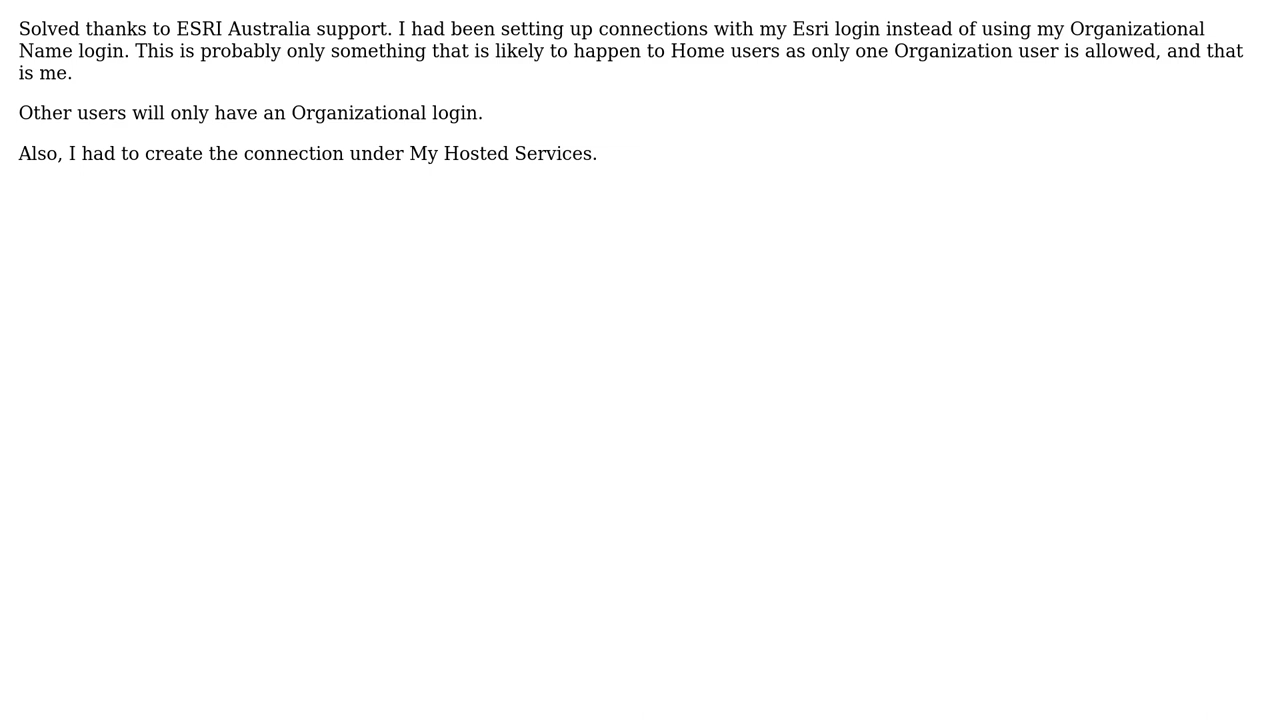 Solved thanks to ESRI Australia support. I had been setting up connections with my Esri login instead of using my Organizational
Name login. This is probably only something that is likely to happen to Home users as only one Organization user is allowed, and that
is me.
Other users will only have an Organizational login.
Also, I had to create the connection under My Hosted Services.